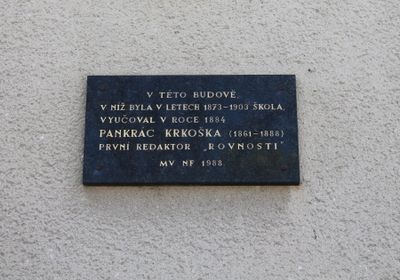 V TÉTO BUDOVĚ,
V NÍŽ BYLA V LETECH 1873-1903 ŠKOLA,
VYUČOVAL V ROCE 1884
PANKRÁC KRKOŠKA (1861-1888)
PRVNÍ REDAKTOR „ROVNOSTI"
MV NF 1988